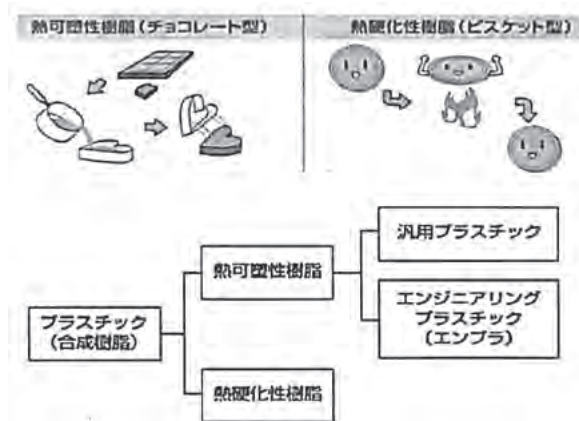 熱可塑性樹脂(チョコレート型)
熱硬化性樹脂(ビスケット型)
プラスチック
(合成樹脂)
熱可塑性樹脂
熱硬化性樹脂
汎用プラスチック
エンジニアリング
プラスチック
(エンプラ)